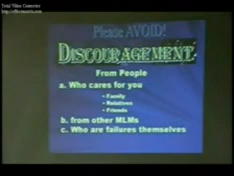 Total Video Converter
http://effectmatrix.com
Please AVOID!
DISCOURAGEMENT
From People
a. Who cares for you
• Family
• Relatives
• Friends
b. from other MLMs
c. Who are failures themselves